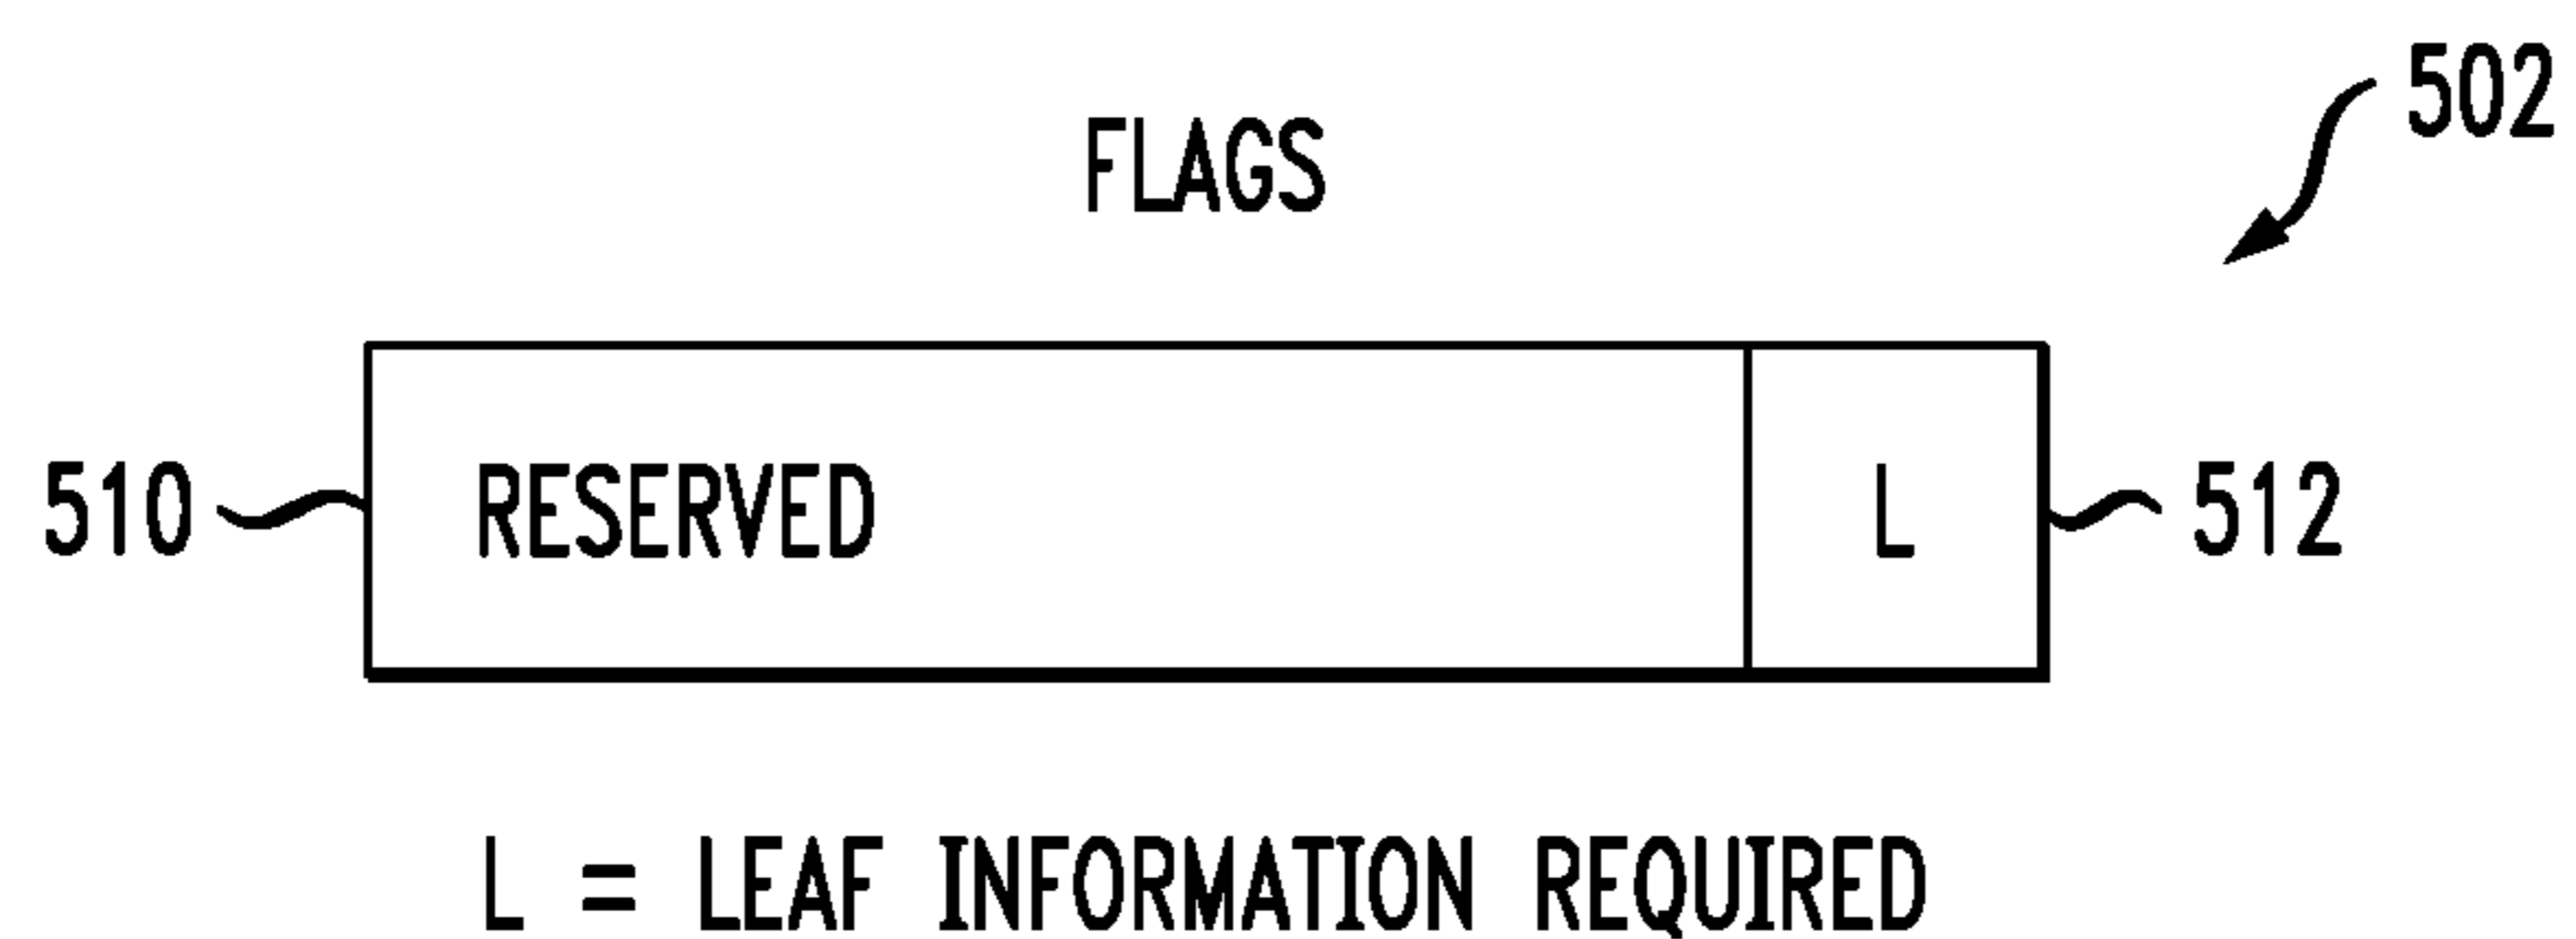 502
FLAGS
510 RESERVED L 512
L = LEAF INFORMATION REQUIRED